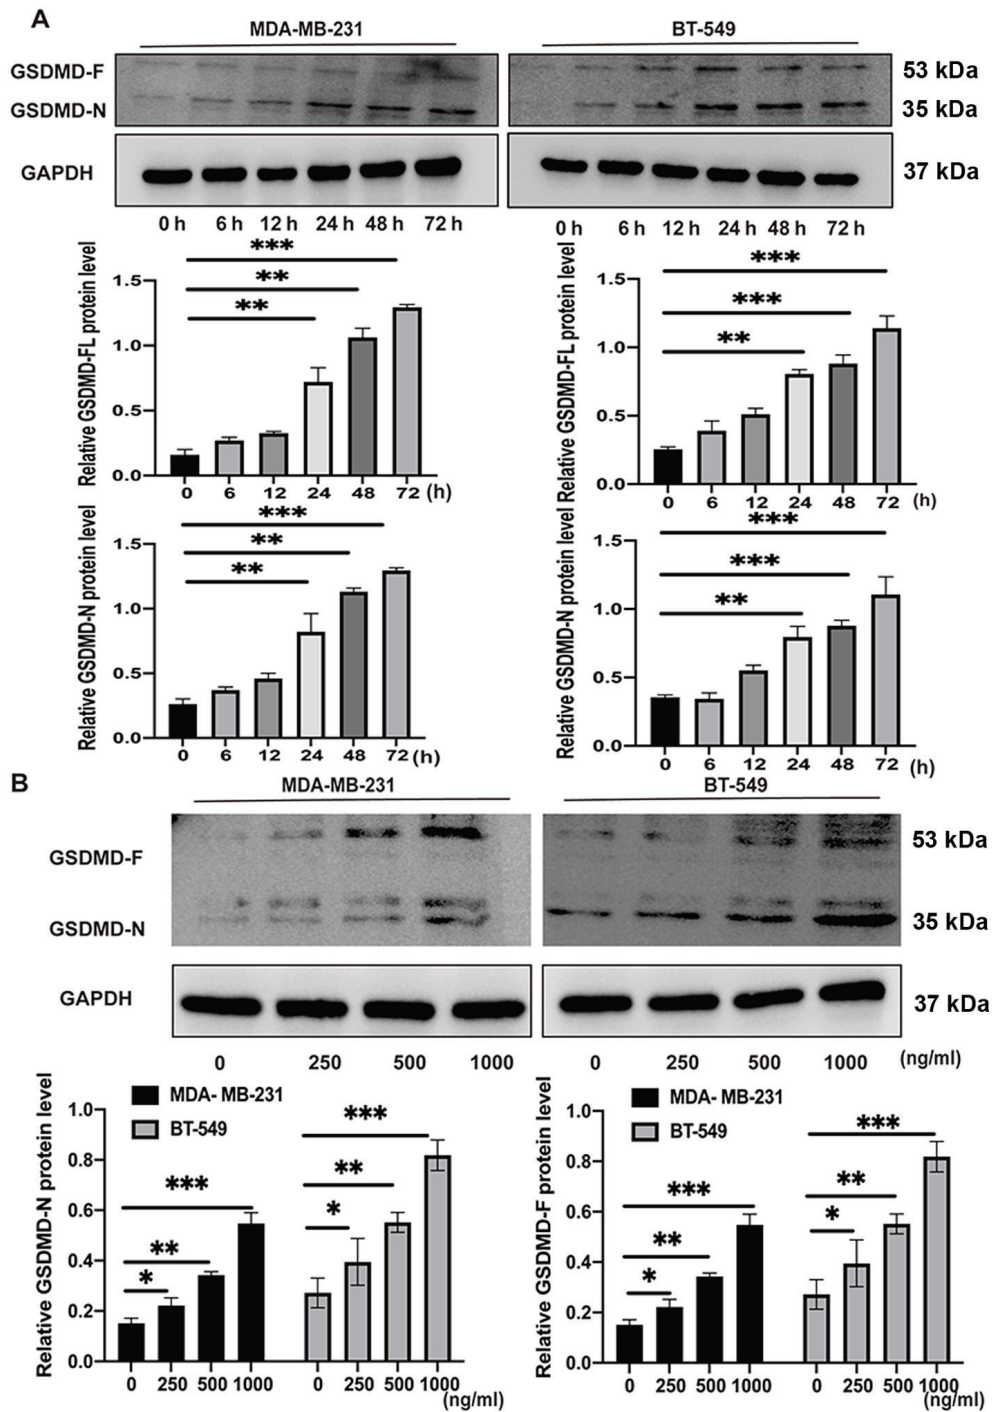 A
MDA-MB-231 BT-549
GSDMD-F 53 kDa
GSDMD-N 35 kDa
GAPDH 37 kDa
0 h 6 h 12 h 24 h 48 h 72 h 0 h 6 h 12 h 24 h 48 h 72 h
Relative GSDMD-FL protein level
1.5
1.0
0.5
0.0
***
**
**
0 6 12 24 48 72 (h)
Relative GSDMD-FL protein level
1.5
1.0
0.5
0.0
***
***
**
0 6 12 24 48 72 (h)
Relative GSDMD-N protein level
1.5
1.0
0.5
0.0
***
**
**
0 6 12 24 48 72 (h)
Relative GSDMD-N protein level
1.5
1.0
0.5
0.0
***
***
**
0 6 12 24 48 72 (h)
B
MDA-MB-231 BT-549
GSDMD-F 53 kDa
GSDMD-N 35 kDa
GAPDH 37 kDa
0 250 500 1000 0 250 500 1000 (ng/ml)
Relative GSDMD-N protein level
MDA- MB-231
BT-549
1.0
0.8
0.6
0.4
0.2
0.0
***
**
*
***
**
*
0 250 500 1000 0 250 500 1000
(ng/ml)
Relative GSDMD-F protein level
MDA- MB-231
BT-549
1.0
0.8
0.6
0.4
0.2
0.0
***
**
*
***
**
*
0 250 500 1000 0 250 500 1000
(ng/ml)